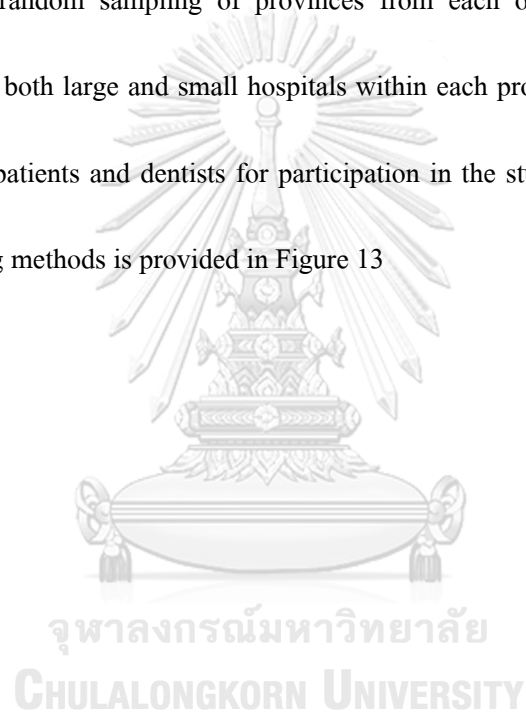 random sampling of provinces from each o
both large and small hospitals within each pro
patients and dentists for participation in the st
g methods is provided in Figure 13
จุฬาลงกรณ์มหาวิทยาลัย
CHULALONGKORN UNIVERSITY